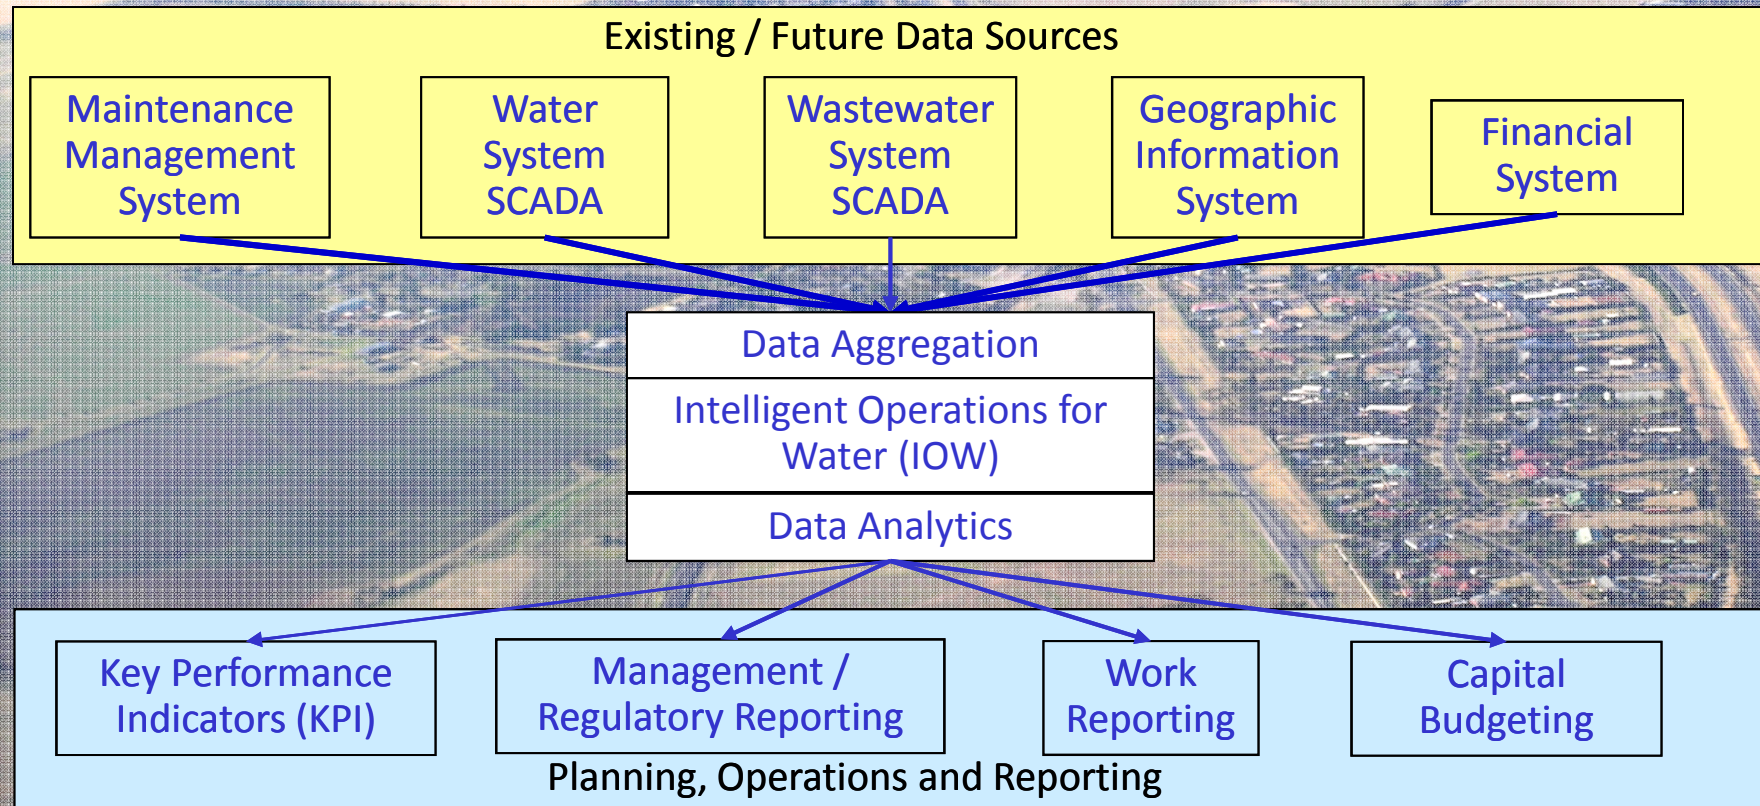 Existing / Future Data Sources
Maintenance
Management
System
Water
System
SCADA
Wastewater
System
SCADA
Geographic
Information
System
Financial
System
Data Aggregation
Intelligent Operations for
Water (IOW)
Data Analytics
Key Performance
Indicators (KPI)
Management /
Regulatory Reporting
Work
Reporting
Capital
Budgeting
Planning, Operations and Reporting